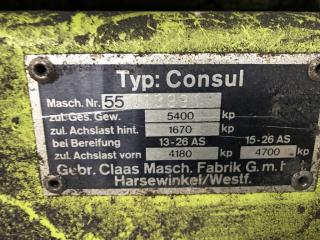 Typ: Consul
Masch. Nr. 55
zul. Ges. Gew. 5400 kp
zul. Achslast hint. 1670 kp
bei Bereifung 13-26 AS 15-26 AS
zul. Achslast vorn 4180 kp 4700 kp
Gebr. Claas Masch. Fabrik G.m.
Harsewinkel/Westf.